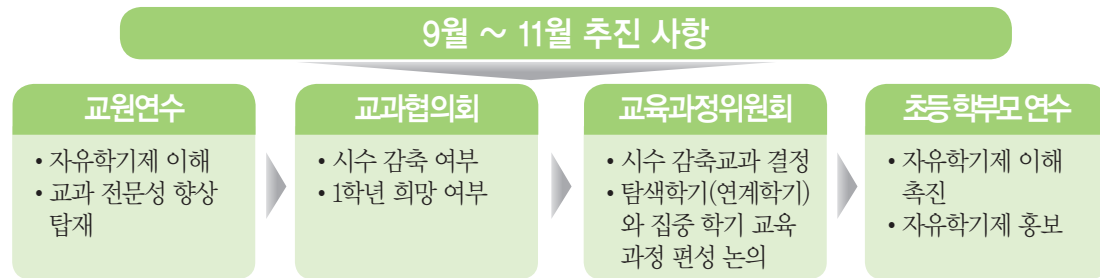 9월 ~ 11월 추진 사항
교원연수
• 자유학기제 이해
• 교과 전문성 향상
탑재
교과협의회
• 시수 감축 여부
• 1학년 희망 여부
교육과정위원회
• 시수 감축교과 결정
• 탐색학기(연계학기)
와 집중 학기 교육
과정 편성 논의
초등 학부모 연수
• 자유학기제 이해
촉진
• 자유학기제 홍보